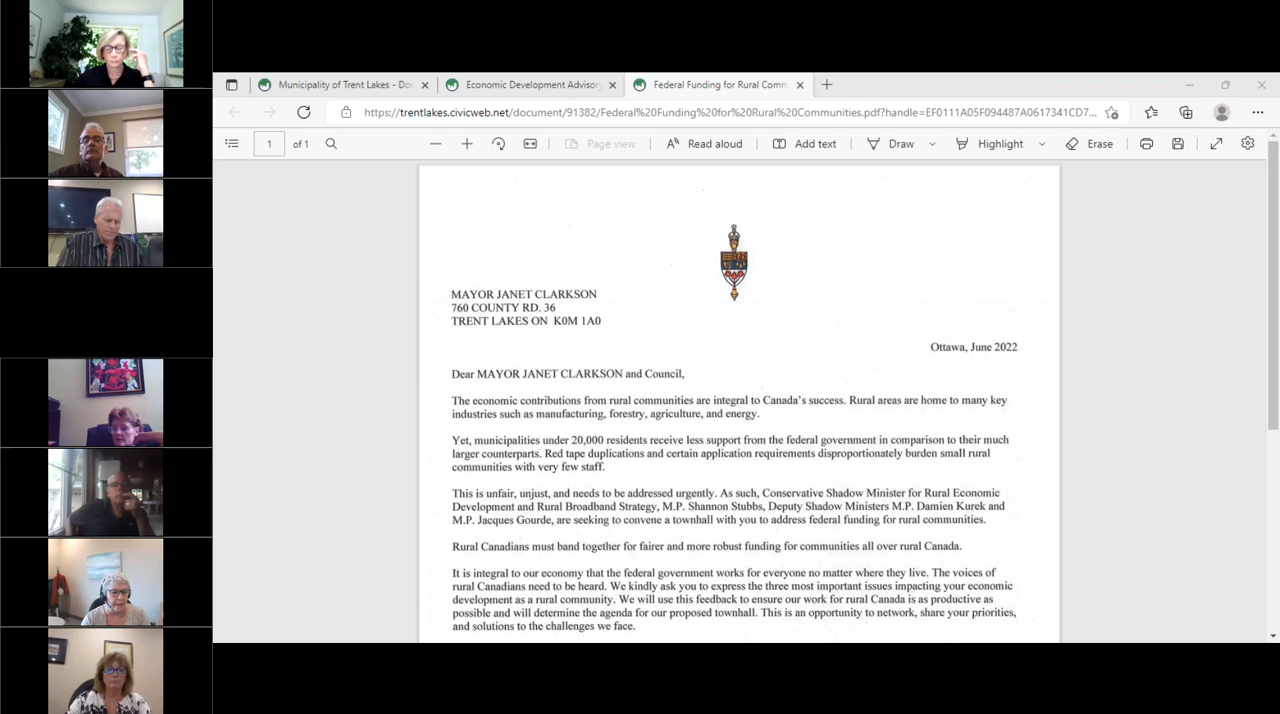 Municipality of Trent Lakes - Doc
Economic Development Advisory
Federal Funding for Rural Comm
https://trentlakes.civicweb.net/document/91382/Federal%20Funding%20for%20Rural%20Communities.pdf?handle=EF0111A05F094487A0617341CD7...
1 of 1
Page view
Read aloud
Add text
Draw
Highlight
Erase
MAYOR JANET CLARKSON
760 COUNTY RD. 36
TRENT LAKES ON K0M 1A0
Ottawa, June 2022
Dear MAYOR JANET CLARKSON and Council,
The economic contributions from rural communities are integral to Canada's success. Rural areas are home to many key
industries such as manufacturing, forestry, agriculture, and energy.
Yet, municipalities under 20,000 residents receive less support from the federal government in comparison to their much
larger counterparts. Red tape duplications and certain application requirements disproportionately burden small rural
communities with very few staff.
This is unfair, unjust, and needs to be addressed urgently. As such, Conservative Shadow Minister for Rural Economic
Development and Rural Broadband Strategy, M.P. Shannon Stubbs, Deputy Shadow Ministers M.P. Damien Kurek and
M.P. Jacques Gourde, are seeking to convene a townhall with you to address federal funding for rural communities.
Rural Canadians must band together for fairer and more robust funding for communities all over rural Canada.
It is integral to our economy that the federal government works for everyone no matter where they live. The voices of
rural Canadians need to be heard. We kindly ask you to express the three most important issues impacting your economic
development as a rural community. We will use this feedback to ensure our work for rural Canada is as productive as
possible and will determine the agenda for our proposed townhall. This is an opportunity to network, share your priorities,
and solutions to the challenges we face.